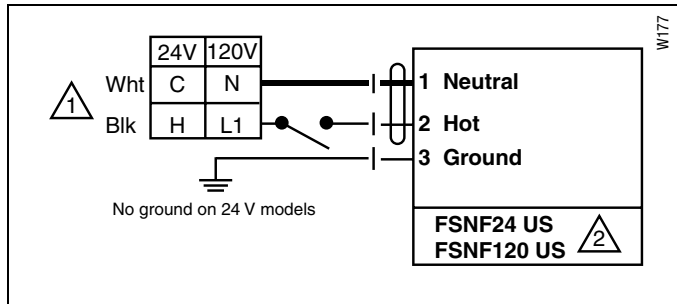 W177
24V 120V
Wht C N 1 Neutral
1
Blk H L1 2 Hot
3 Ground
No ground on 24 V models
FSNF24 US
FSNF120 US 2